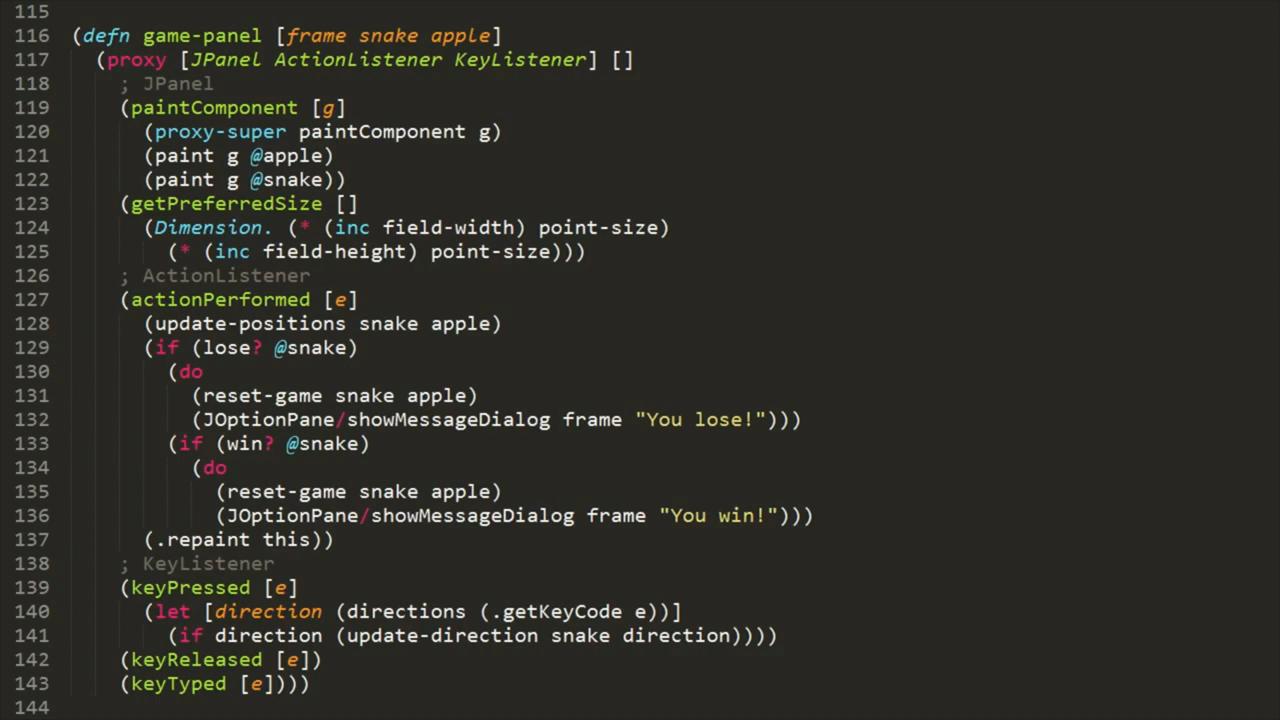 115
116 (defn game-panel [frame snake apple]
117   (proxy [JPanel ActionListener KeyListener] []
118     ; JPanel
119     (paintComponent [g]
120       (proxy-super paintComponent g)
121       (paint g @apple)
122       (paint g @snake))
123     (getPreferredSize []
124       (Dimension. (* (inc field-width) point-size)
125         (* (inc field-height) point-size)))
126     ; ActionListener
127     (actionPerformed [e]
128       (update-positions snake apple)
129       (if (lose? @snake)
130         (do
131           (reset-game snake apple)
132           (JOptionPane/showMessageDialog frame "You lose!")))
133         (if (win? @snake)
134           (do
135             (reset-game snake apple)
136             (JOptionPane/showMessageDialog frame "You win!")))
137       (.repaint this))
138     ; KeyListener
139     (keyPressed [e]
140       (let [direction (directions (.getKeyCode e))]
141         (if direction (update-direction snake direction))))
142     (keyReleased [e])
143     (keyTyped [e])))
144